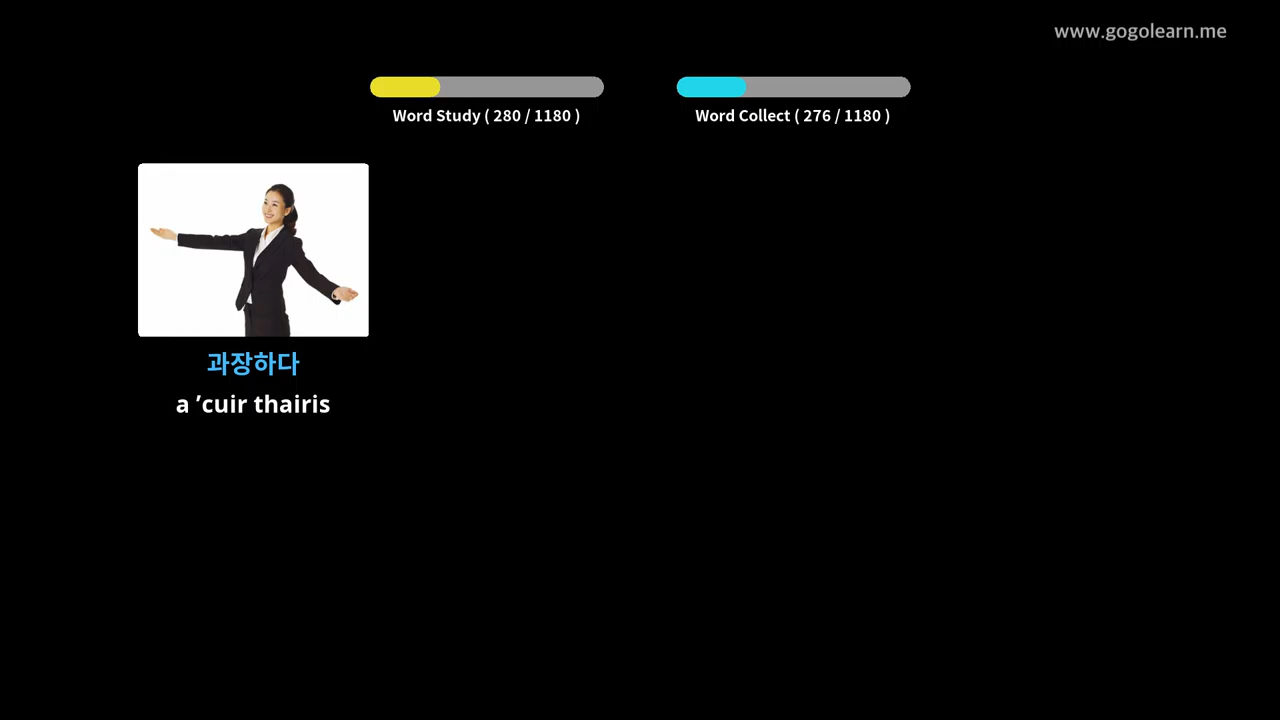 www.gogolearn.me
Word Study ( 280 / 1180 )
Word Collect ( 276 / 1180 )
과장하다
a ’cuir thairis